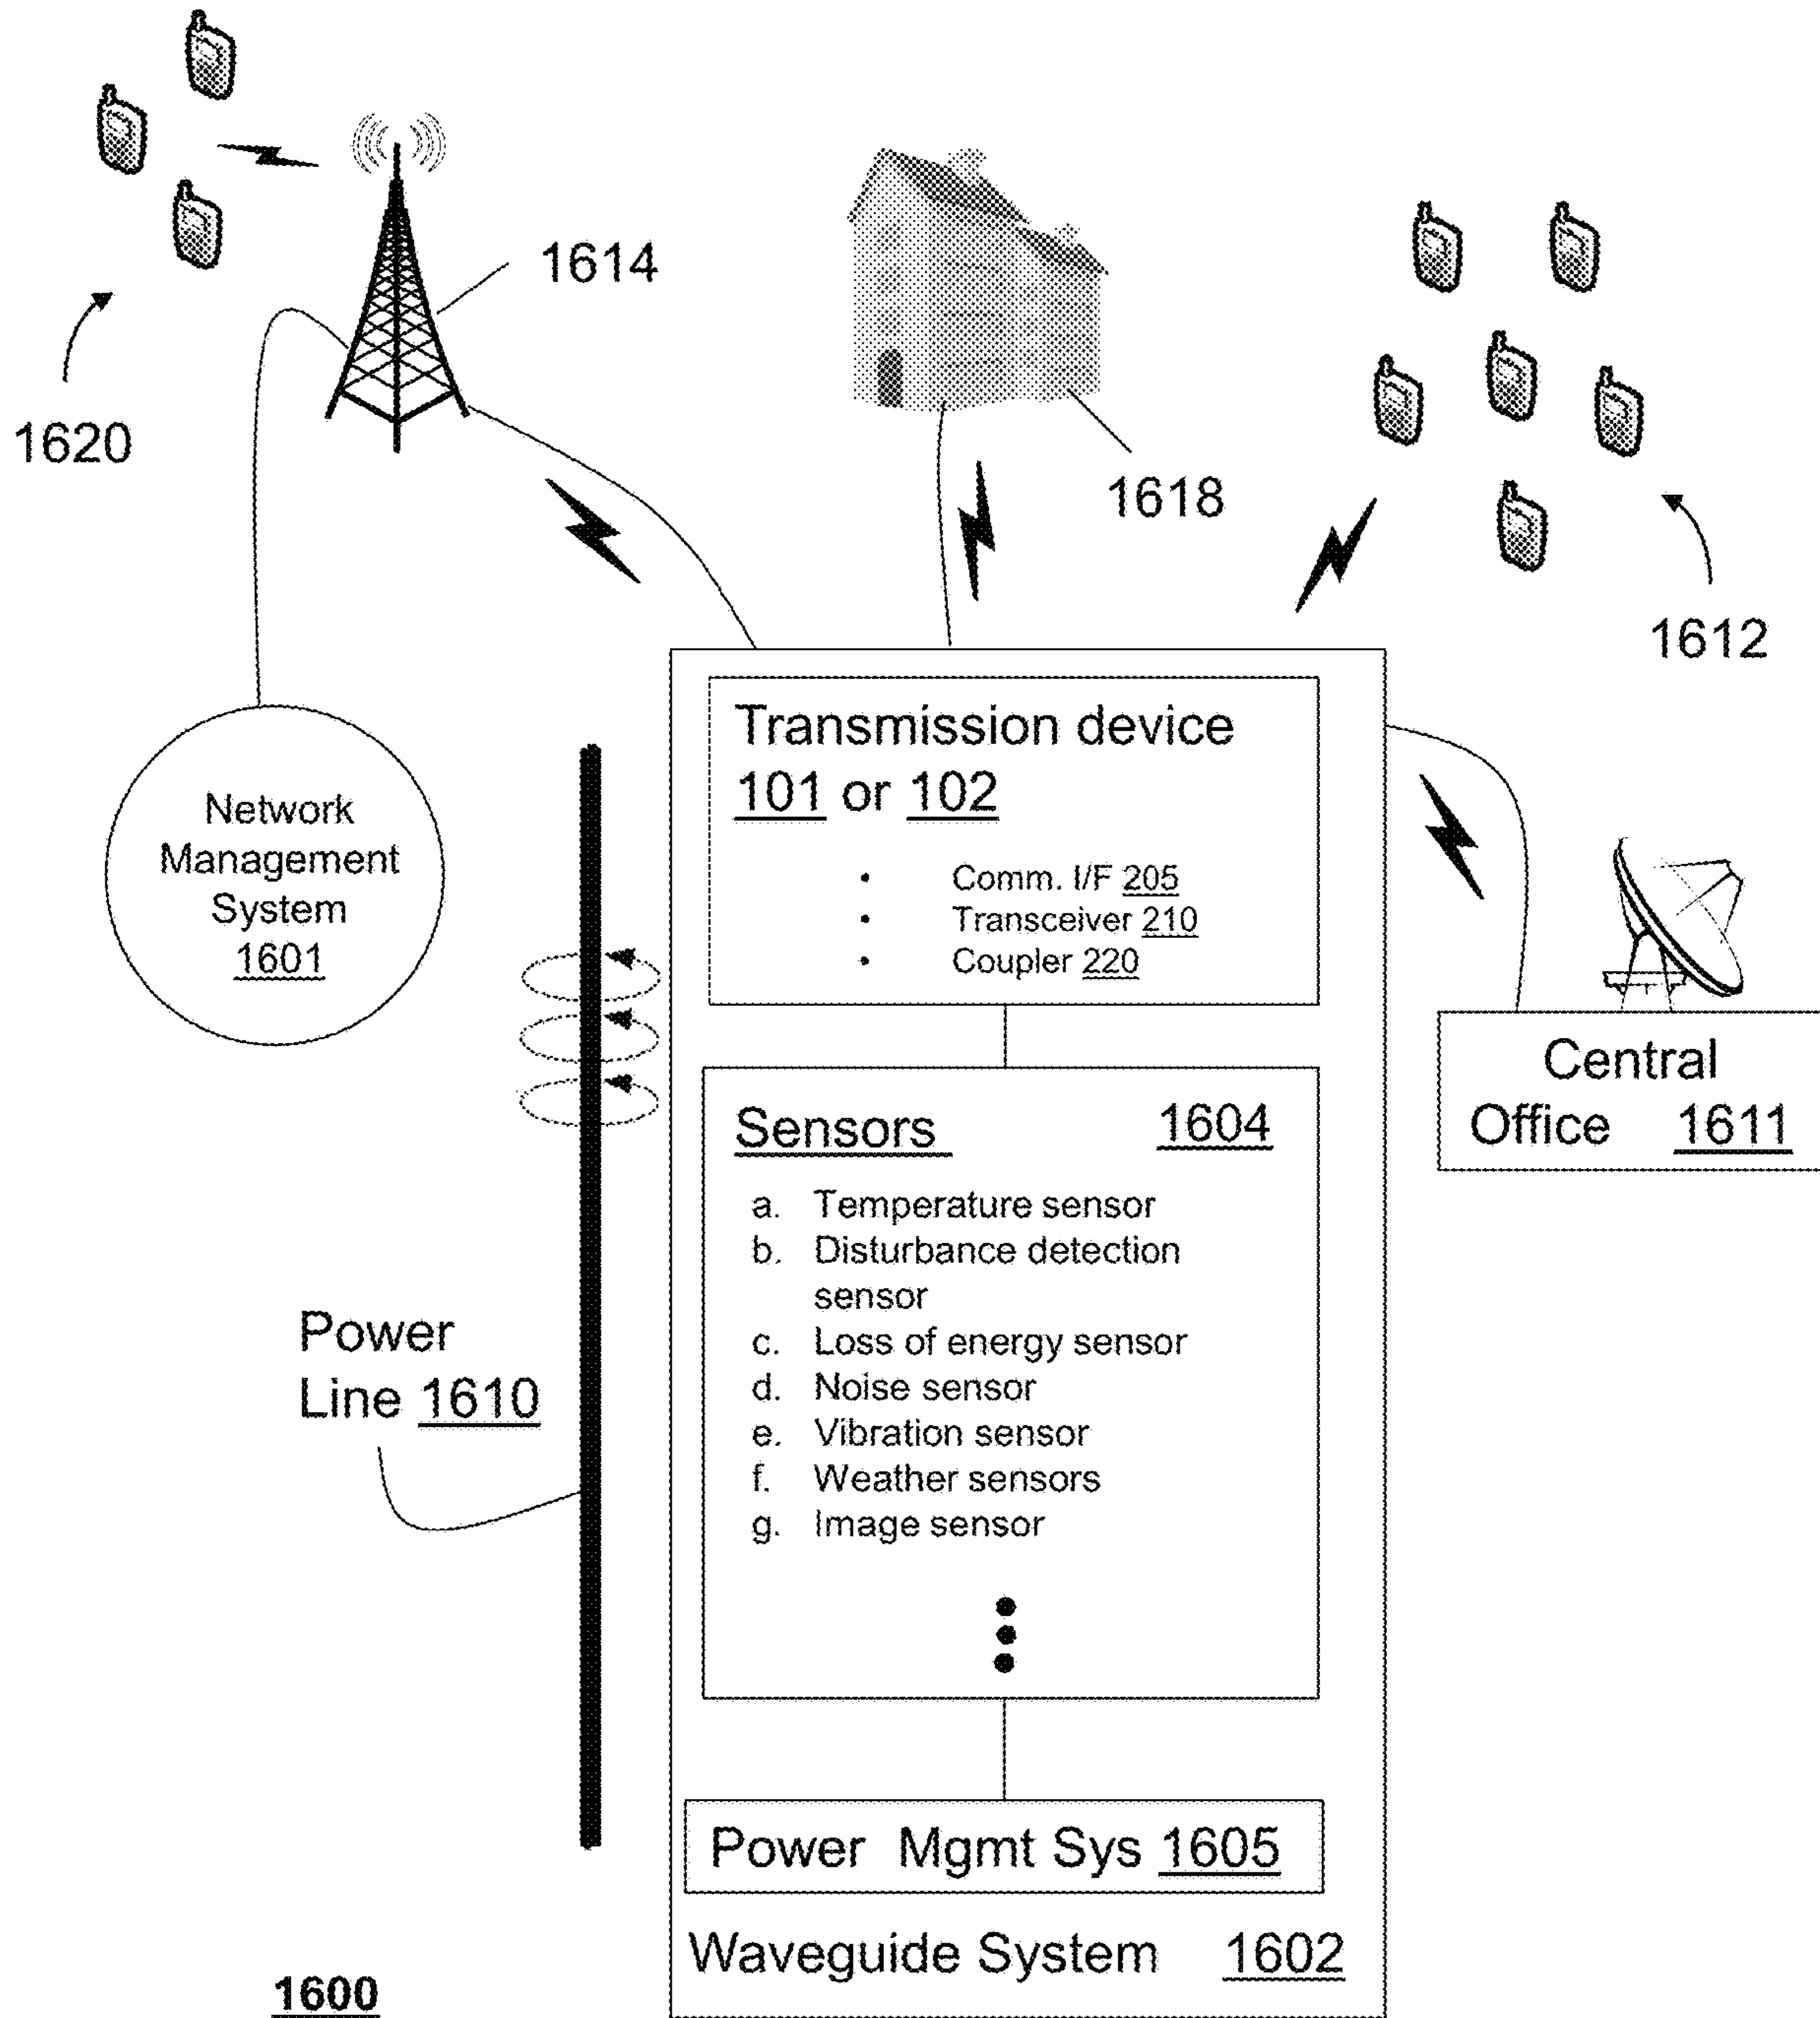 1614
1620
1618
1612
Network
Management
System
1601
Transmission device
101 or 102
• Comm. I/F 205
• Transceiver 210
• Coupler 220
Central
Office 1611
Sensors 1604
a. Temperature sensor
b. Disturbance detection
sensor
c. Loss of energy sensor
d. Noise sensor
e. Vibration sensor
f. Weather sensors
g. Image sensor
Power
Line 1610
Power Mgmt Sys 1605
Waveguide System 1602
1600